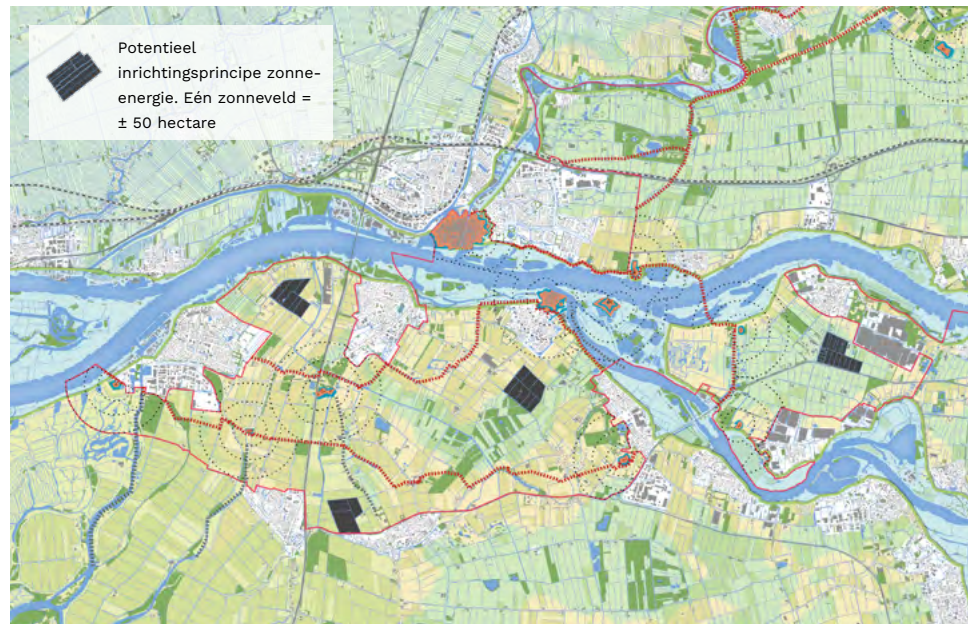 Potentieel
inrichtingsprincipe zonne-
energie. Eén zonneveld =
± 50 hectare